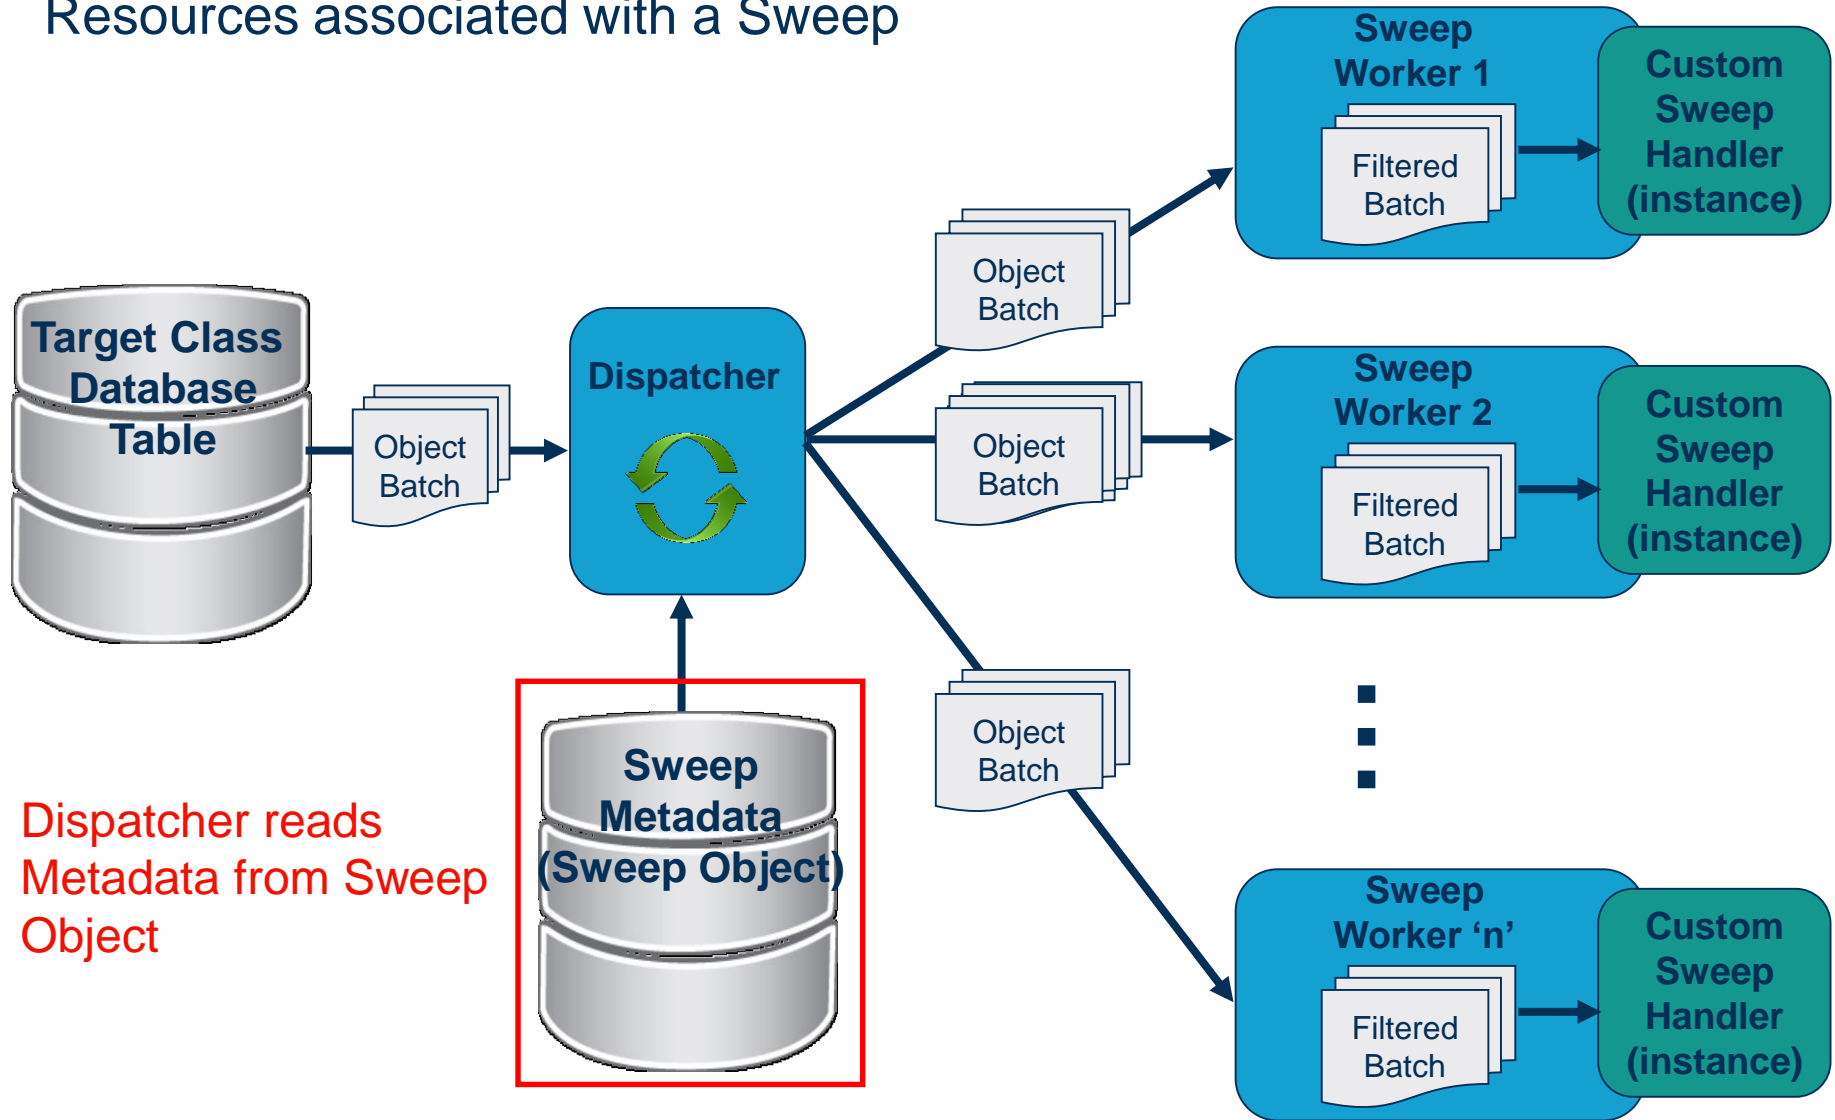 Resources associated with a Sweep
Target Class
Database
Table
Object
Batch
Dispatcher
Sweep
Metadata
(Sweep Object)
Dispatcher reads
Metadata from Sweep
Object
Object
Batch
Object
Batch
Object
Batch
Sweep
Worker 1
Filtered
Batch
Custom
Sweep
Handler
(instance)
Sweep
Worker 2
Filtered
Batch
Custom
Sweep
Handler
(instance)
Sweep
Worker ‘n’
Filtered
Batch
Custom
Sweep
Handler
(instance)